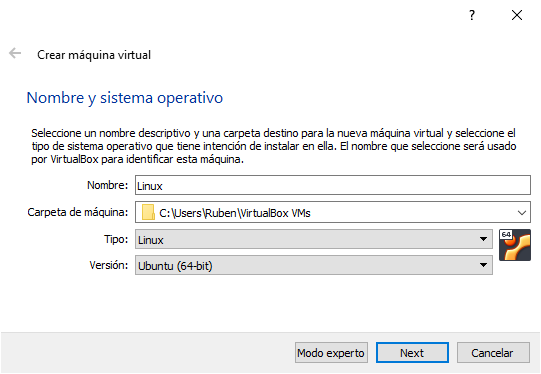 ?
Crear máquina virtual
Nombre y sistema operativo
Seleccione un nombre descriptivo y una carpeta destino para la nueva máquina virtual y seleccione el
tipo de sistema operativo que tiene intención de instalar en ella. El nombre que seleccione será usado
por VirtualBox para identificar esta máquina.
Nombre: Linux
Carpeta de máquina: C:\Users\Ruben\VirtualBox VMs
Tipo: Linux
64
Versión: Ubuntu (64-bit)
Modo experto Next Cancelar